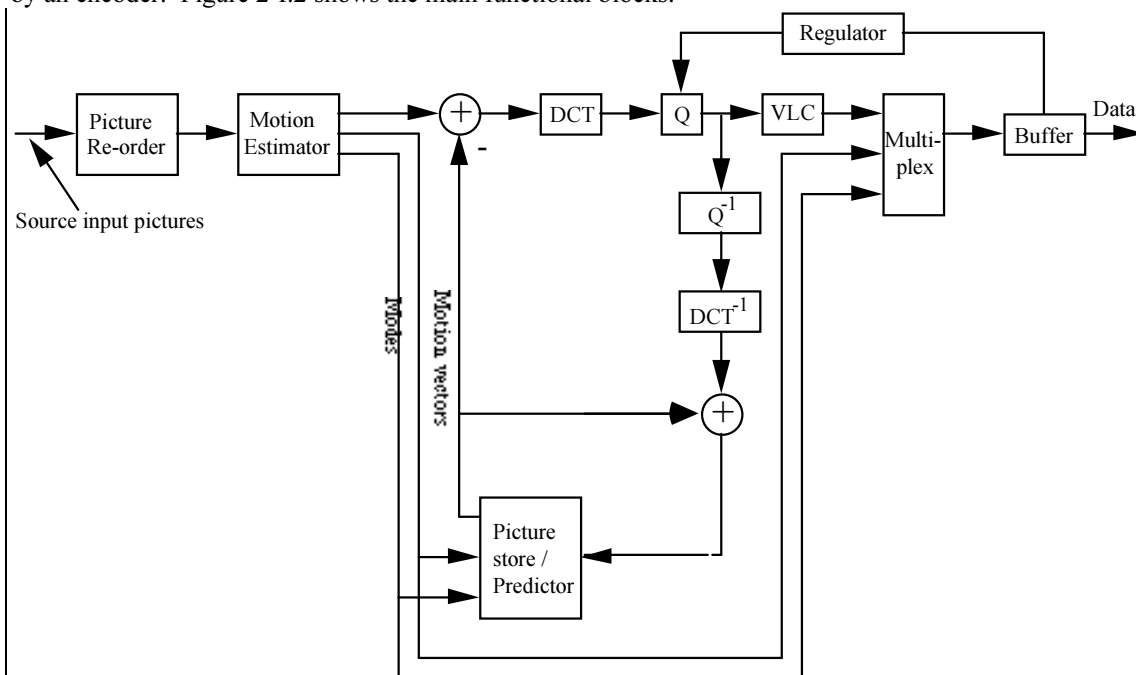 by an encoder. Figure 2-1.2 shows the main functional blocks.
Regulator
Picture
Re-order
Motion
Estimator
+
-
DCT
Q
VLC
Multi-
plex
Buffer
Data
Source input pictures
Q-1
DCT-1
+
Modes
Motion vectors
Picture
store /
Predictor